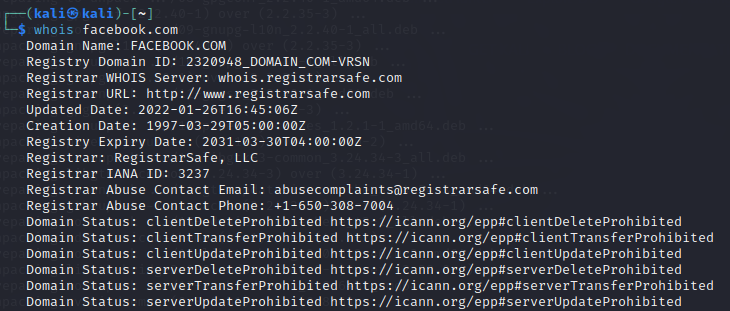 ┌──(kali㉿kali)-[~]
└─$ whois facebook.com
Domain Name: FACEBOOK.COM
Registry Domain ID: 2320948_DOMAIN_COM-VRSN
Registrar WHOIS Server: whois.registrarsafe.com
Registrar URL: http://www.registrarsafe.com
Updated Date: 2022-01-26T16:45:06Z
Creation Date: 1997-03-29T05:00:00Z
Registry Expiry Date: 2031-03-30T04:00:00Z
Registrar: RegistrarSafe, LLC
Registrar IANA ID: 3237
Registrar Abuse Contact Email: abusecomplaints@registrarsafe.com
Registrar Abuse Contact Phone: +1-650-308-7004
Domain Status: clientDeleteProhibited https://icann.org/epp#clientDeleteProhibited
Domain Status: clientTransferProhibited https://icann.org/epp#clientTransferProhibited
Domain Status: clientUpdateProhibited https://icann.org/epp#clientUpdateProhibited
Domain Status: serverDeleteProhibited https://icann.org/epp#serverDeleteProhibited
Domain Status: serverTransferProhibited https://icann.org/epp#serverTransferProhibited
Domain Status: serverUpdateProhibited https://icann.org/epp#serverUpdateProhibited